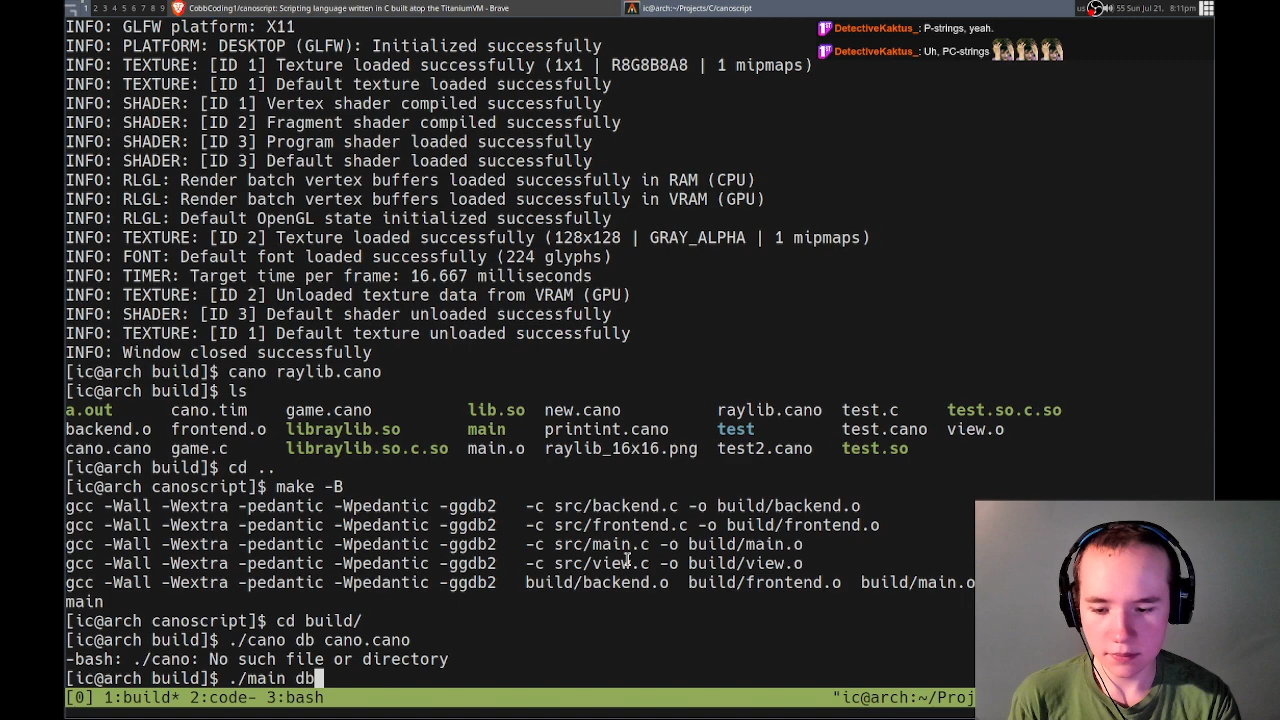 1 2 3 4 5 6 7 8 9 CobbCoding1/canoscript: Scripting language written in C built atop the TitaniumVM - Brave ic@arch:~/Projects/C/canoscript us 55 Sun Jul 21, 8:11pm
INFO: GLFW platform: X11
DetectiveKaktus_: P-strings, yeah.
INFO: PLATFORM: DESKTOP (GLFW): Initialized successfully
DetectiveKaktus_: Uh, PC-strings
INFO: TEXTURE: [ID 1] Texture loaded successfully (1x1 | R8G8B8A8 | 1 mipmaps)
INFO: TEXTURE: [ID 1] Default texture loaded successfully
INFO: SHADER: [ID 1] Vertex shader compiled successfully
INFO: SHADER: [ID 2] Fragment shader compiled successfully
INFO: SHADER: [ID 3] Program shader loaded successfully
INFO: SHADER: [ID 3] Default shader loaded successfully
INFO: RLGL: Render batch vertex buffers loaded successfully in RAM (CPU)
INFO: RLGL: Render batch vertex buffers loaded successfully in VRAM (GPU)
INFO: RLGL: Default OpenGL state initialized successfully
INFO: TEXTURE: [ID 2] Texture loaded successfully (128x128 | GRAY_ALPHA | 1 mipmaps)
INFO: FONT: Default font loaded successfully (224 glyphs)
INFO: TIMER: Target time per frame: 16.667 milliseconds
INFO: TEXTURE: [ID 2] Unloaded texture data from VRAM (GPU)
INFO: SHADER: [ID 3] Default shader unloaded successfully
INFO: TEXTURE: [ID 1] Default texture unloaded successfully
INFO: Window closed successfully
[ic@arch build]$ cano raylib.cano
[ic@arch build]$ ls
a.out cano.tim game.cano lib.so new.cano raylib.cano test.c test.so.c.so
backend.o frontend.o libraylib.so main printint.cano test test.cano view.o
cano.cano game.c libraylib.so.c.so main.o raylib_16x16.png test2.cano test.so
[ic@arch build]$ cd ..
[ic@arch canoscript]$ make -B
gcc -Wall -Wextra -pedantic -Wpedantic -ggdb2 -c src/backend.c -o build/backend.o
gcc -Wall -Wextra -pedantic -Wpedantic -ggdb2 -c src/frontend.c -o build/frontend.o
gcc -Wall -Wextra -pedantic -Wpedantic -ggdb2 -c src/main.c -o build/main.o
gcc -Wall -Wextra -pedantic -Wpedantic -ggdb2 -c src/view.c -o build/view.o
gcc -Wall -Wextra -pedantic -Wpedantic -ggdb2 build/backend.o build/frontend.o build/main.o
main
[ic@arch canoscript]$ cd build/
[ic@arch build]$ ./cano db cano.cano
-bash: ./cano: No such file or directory
[ic@arch build]$ ./main db
[0] 1:build* 2:code- 3:bash "ic@arch:~/Proj